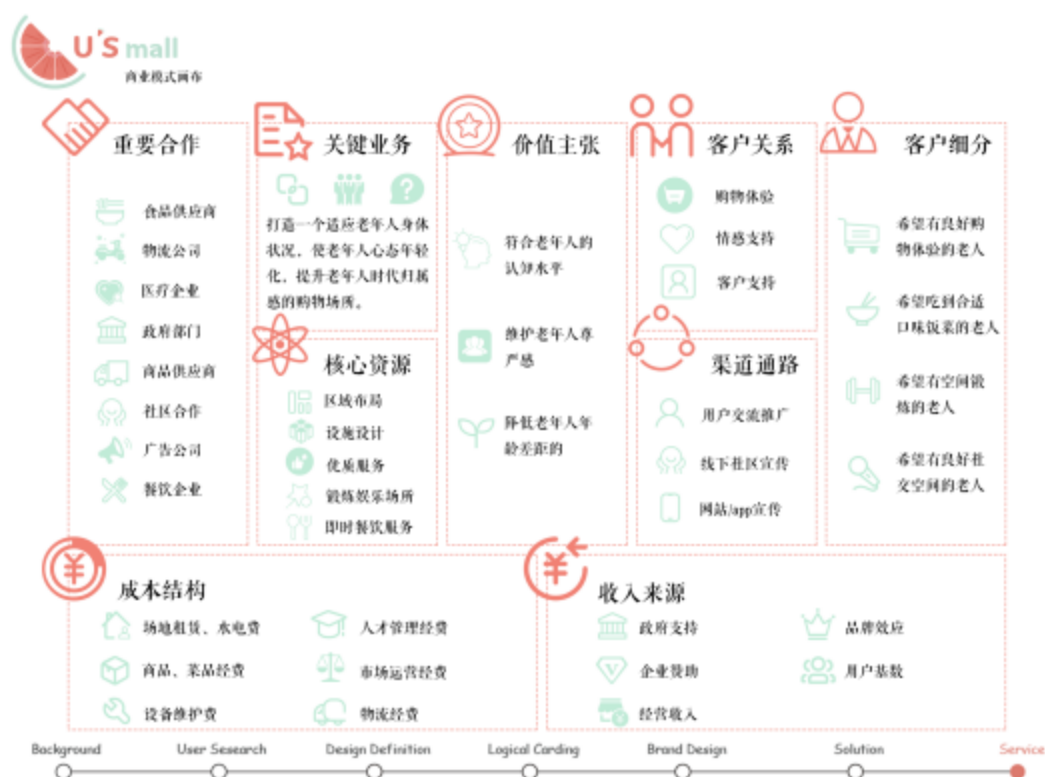 U'S mall
商业模式画布
重要合作
食品供应商
物流公司
医疗企业
政府部门
商品供应商
社区合作
广告公司
餐饮企业
关键业务
打造一个适应老年人身体
状况，使老年人心态年轻
化，提升老年人时代归属
感的购物场所。
核心资源
区域布局
设施设计
优质服务
锻炼娱乐场所
即时餐饮服务
价值主张
符合老年人的
认知水平
维护老年人尊
严感
降低老年人年
龄差距的
客户关系
购物体验
情感支持
客户支持
渠道通路
用户交流推广
线下社区宣传
网站/app宣传
客户细分
希望有良好购
物体验的老人
希望吃到合适
口味饭菜的老人
希望有空间锻
炼的老人
希望有良好社
交空间的老人
成本结构
场地租赁、水电费
商品、菜品经费
设备维护费
人才管理经费
市场运营经费
物流经费
收入来源
政府支持
企业赞助
经营收入
品牌效应
用户基数
Background
User Sesearch
Design Definition
Logical Carding
Brand Design
Solution
Service